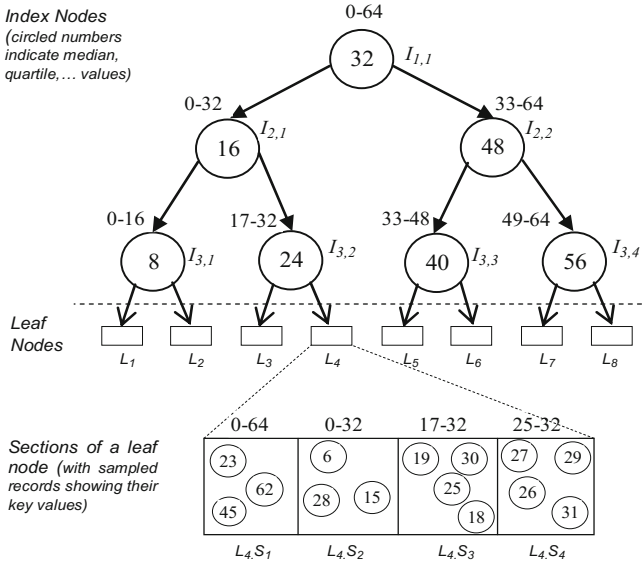 Index Nodes
(circled numbers
indicate median,
quartile,... values)
0-64
32
I1,1
0-32
33-64
16
I2,1
48
I2,2
0-16
17-32
33-48
49-64
8
I3,1
24
I3,2
40
I3,3
56
I3,4
Leaf
Nodes
L1
L2
L3
L4
L5
L6
L7
L8
Sections of a leaf
node (with sampled
records showing their
key values)
0-64
0-32
17-32
25-32
23
62
45
6
28
15
19
30
25
18
27
29
26
31
L4.S1
L4.S2
L4.S3
L4.S4